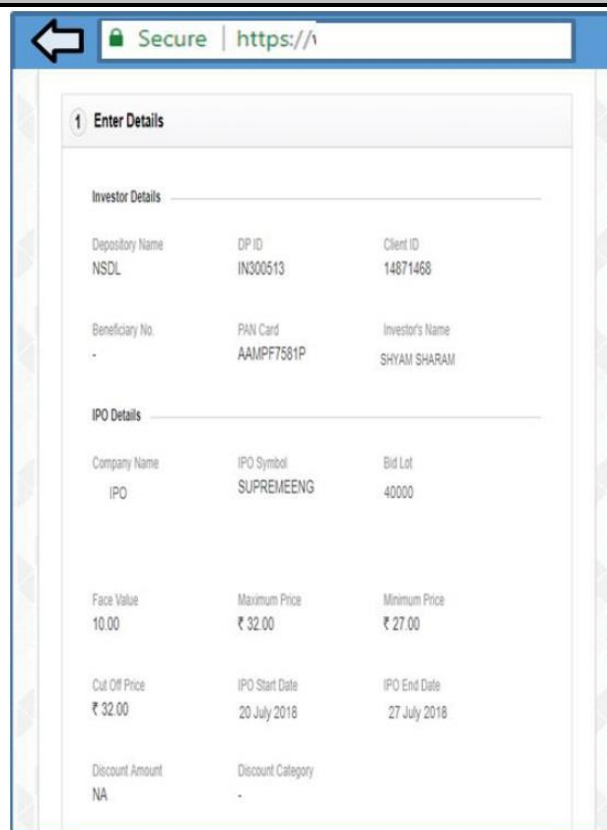 Secure | https://
1 Enter Details
Investor Details
Depository Name DP ID Client ID
NSDL IN300513 14871468
Beneficiary No. PAN Card Investor's Name
- AAMPF7581P SHYAM SHARAM
IPO Details
Company Name IPO Symbol Bid Lot
IPO SUPREMEENG 40000
Face Value Maximum Price Minimum Price
10.00 ₹ 32.00 ₹ 27.00
Cut Off Price IPO Start Date IPO End Date
₹ 32.00 20 July 2018 27 July 2018
Discount Amount Discount Category
NA -